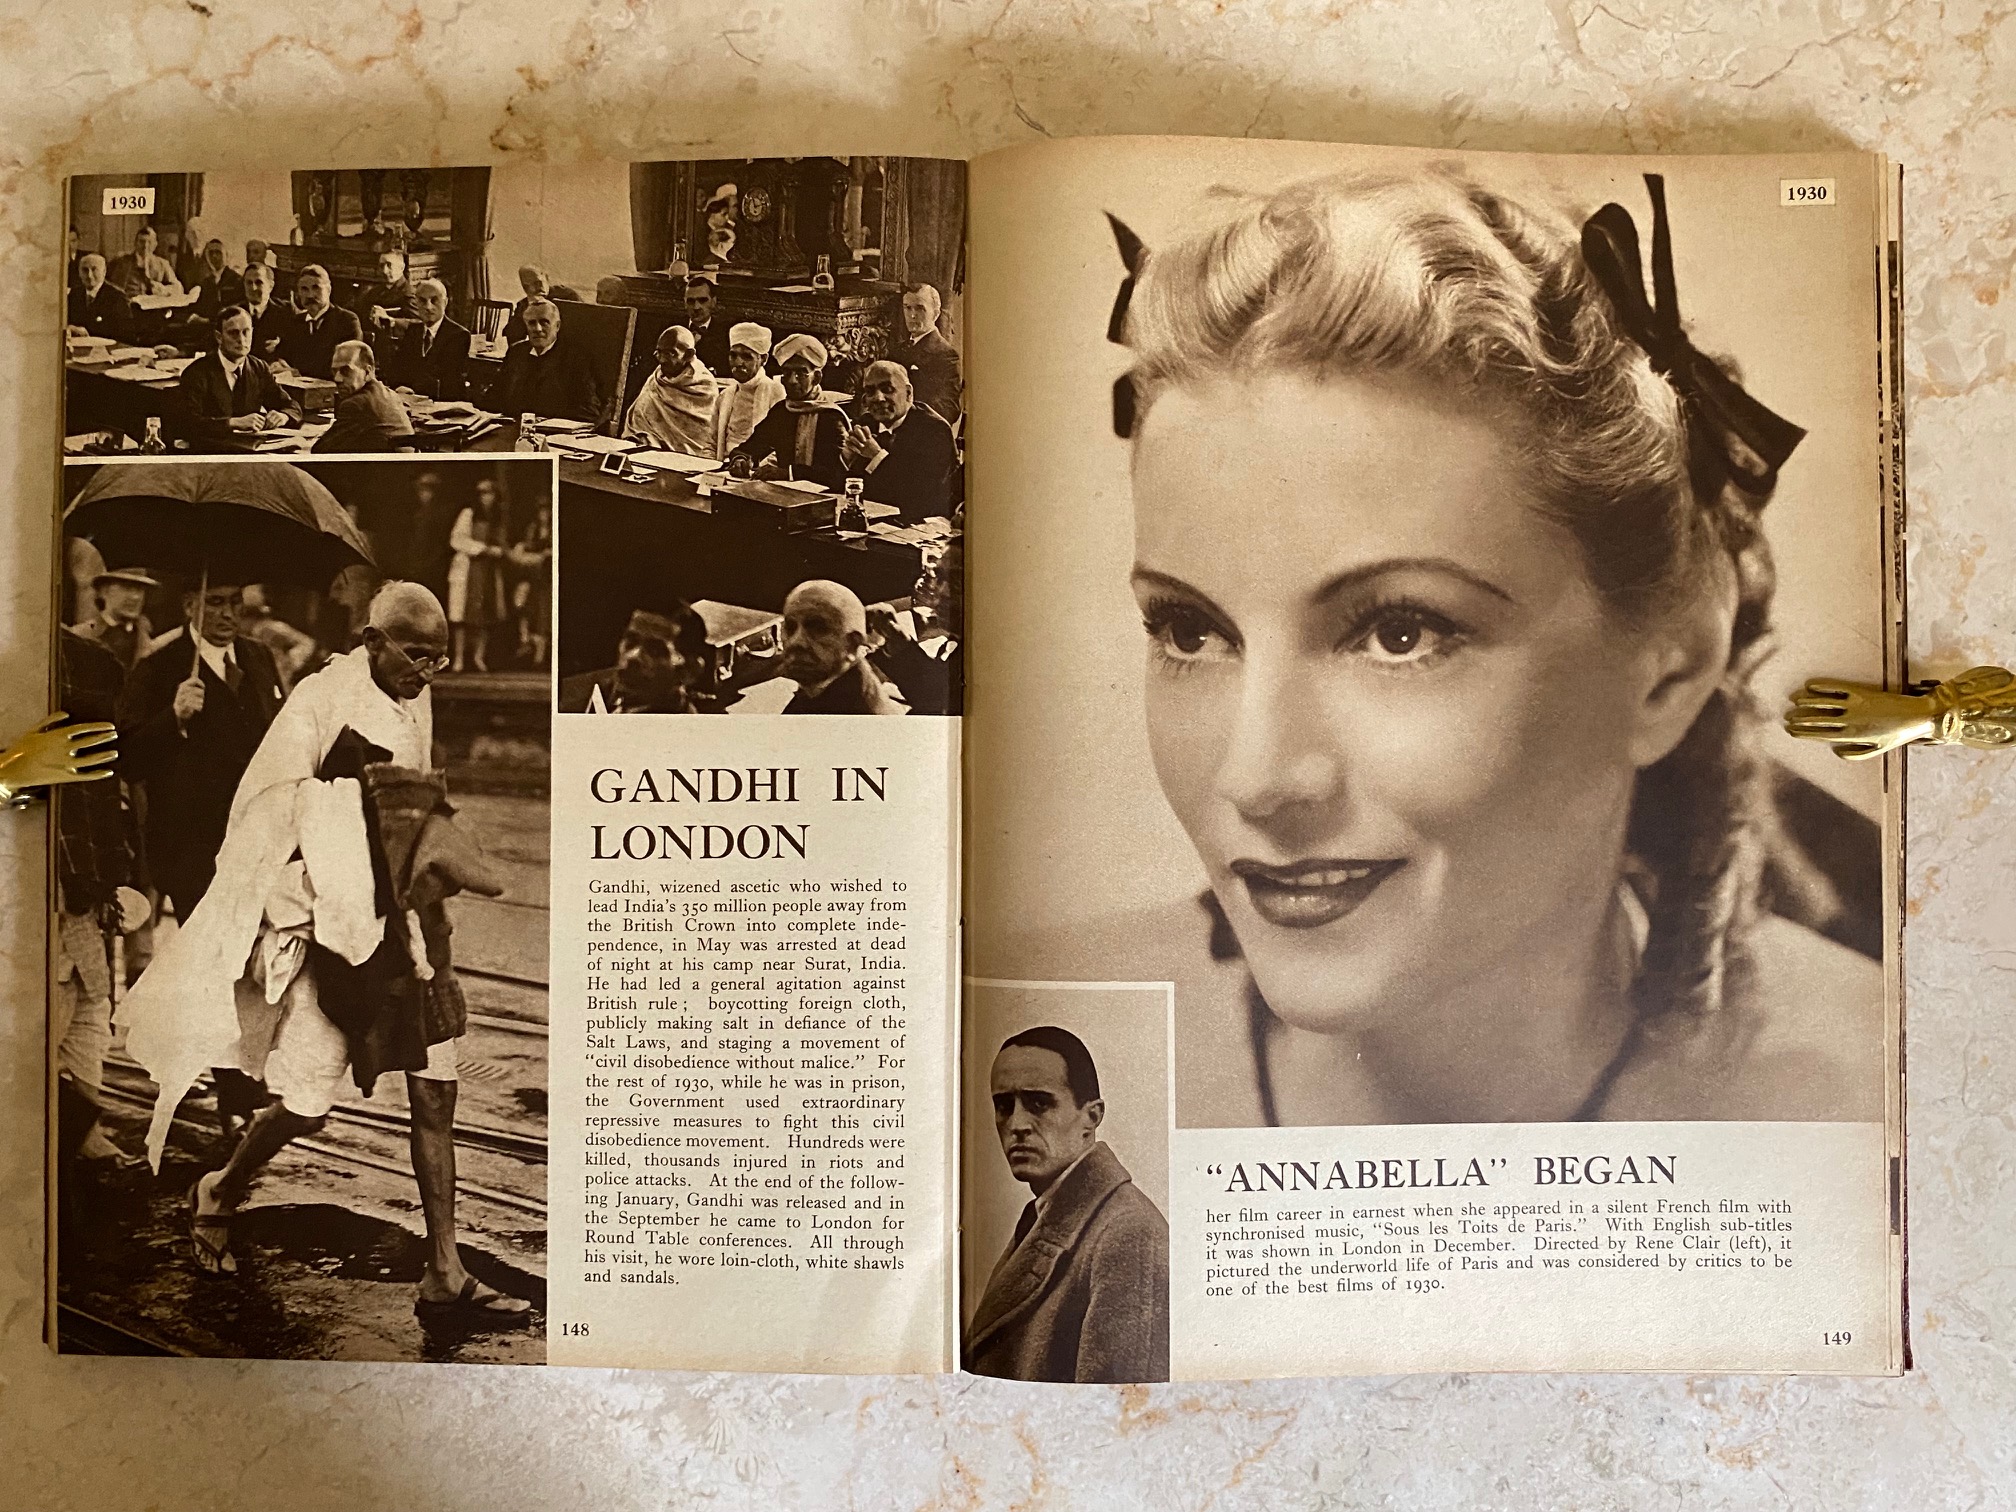 1930
GANDHI IN
LONDON
Gandhi, wizened ascetic who wished to
lead India's 350 million people away from
the British Crown into complete inde-
pendence, in May was arrested at dead
of night at his camp near Surat, India.
He had led a general agitation against
British rule ; boycotting foreign cloth,
publicly making salt in defiance of the
Salt Laws, and staging a movement of
"civil disobedience without malice." For
the rest of 1930, while he was in prison,
the Government used extraordinary
repressive measures to fight this civil
disobedience movement. Hundreds were
killed, thousands injured in riots and
police attacks. At the end of the follow-
ing January, Gandhi was released and in
the September he came to London for
Round Table conferences. All through
his visit, he wore loin-cloth, white shawls
and sandals.
148
1930
"ANNABELLA" BEGAN
her film career in earnest when she appeared in a silent French film with
synchronised music, "Sous les Toits de Paris." With English sub-titles
it was shown in London in December. Directed by Rene Clair (left), it
pictured the underworld life of Paris and was considered by critics to be
one of the best films of 1930.
149